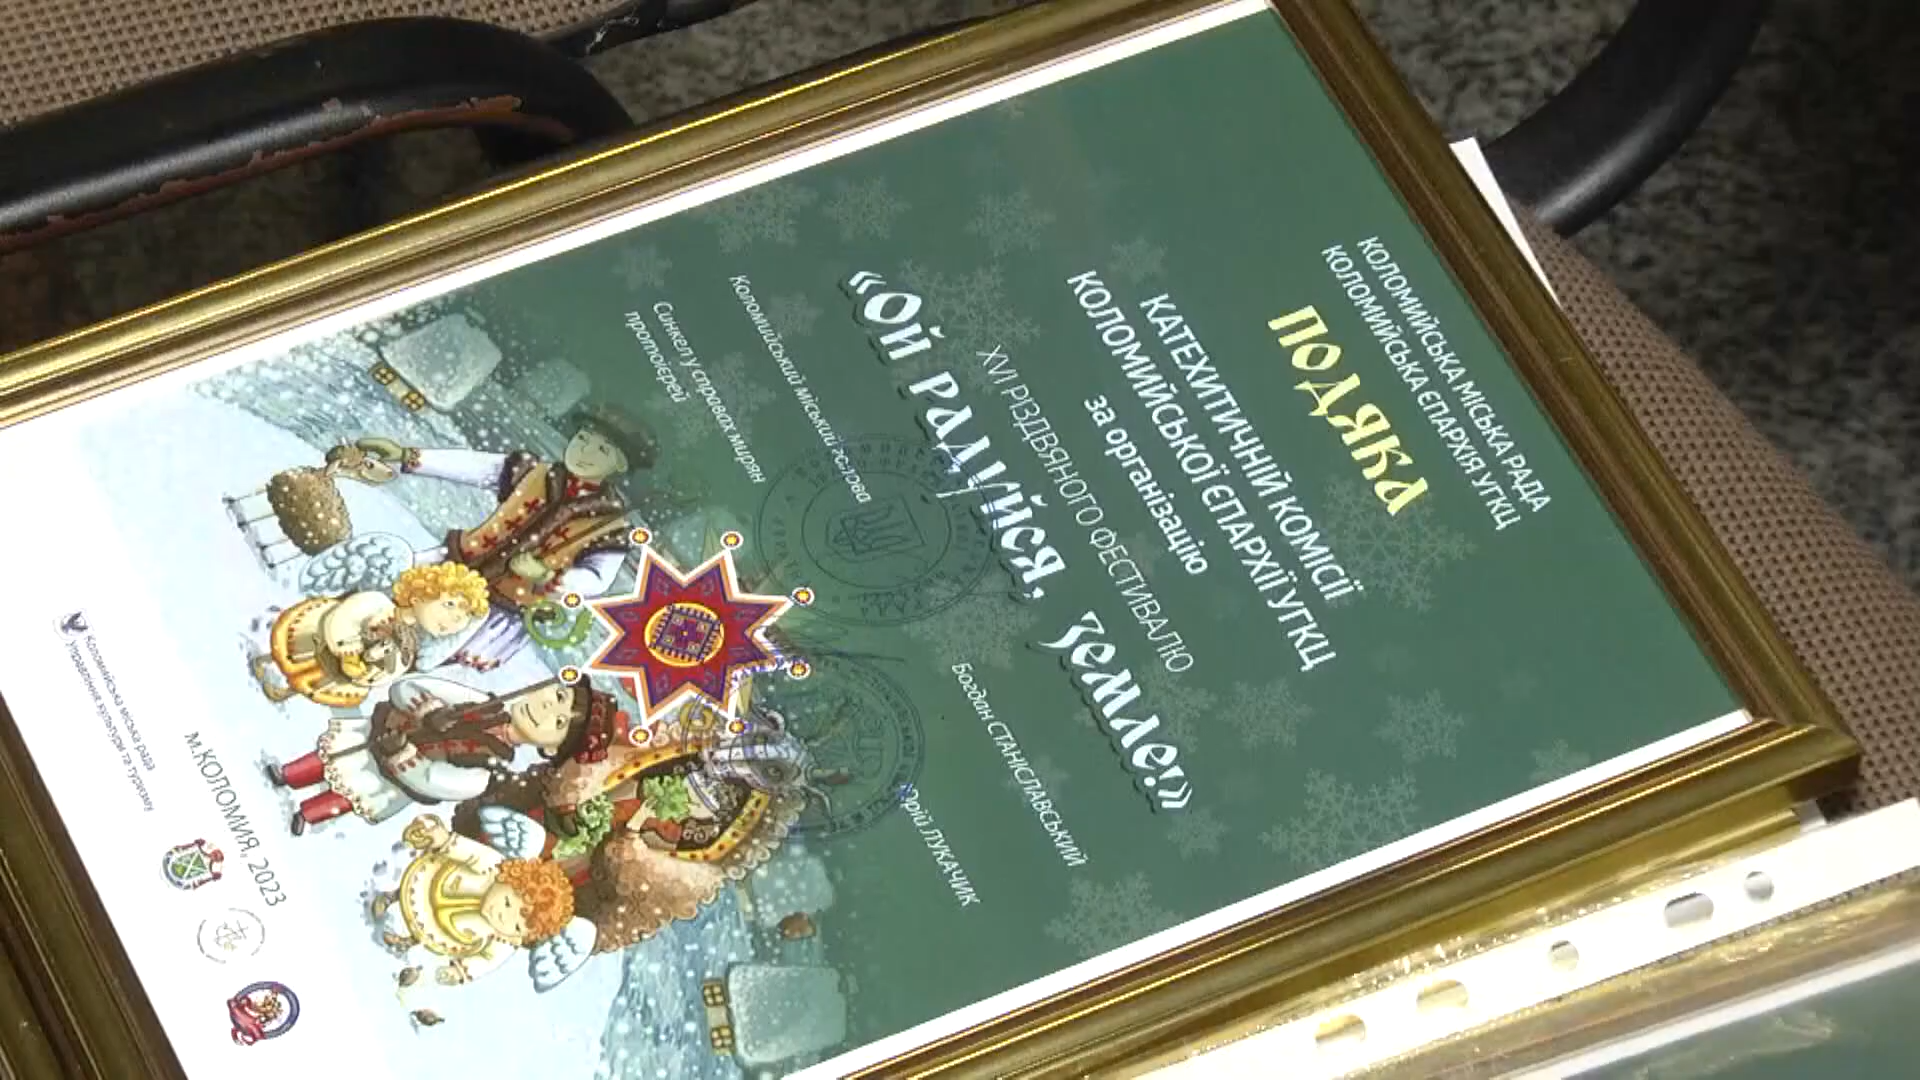 КОЛОМИЙСЬКА МІСЬКА РАДА
КОЛОМИЙСЬКА ЄПАРХІЯ УГКЦ
ПОДЯКА
КАТЕХИТИЧНІЙ КОМІСІЇ
КОЛОМИЙСЬКОЇ ЄПАРХІЇ УГКЦ
за організацію
XVI РІЗДВЯНОГО ФЕСТИВАЛЮ
«ОЙ РАДУЙСЯ, ЗЕМЛЕ!»
Коломийський міський голова
Богдан СТАНІСЛАВСЬКИЙ
Синкел у справах мирян
протоієрей
Юрій ЛУКАЧИК
м.КОЛОМИЯ, 2023
Коломийська міська рада
Управління культури та туризму